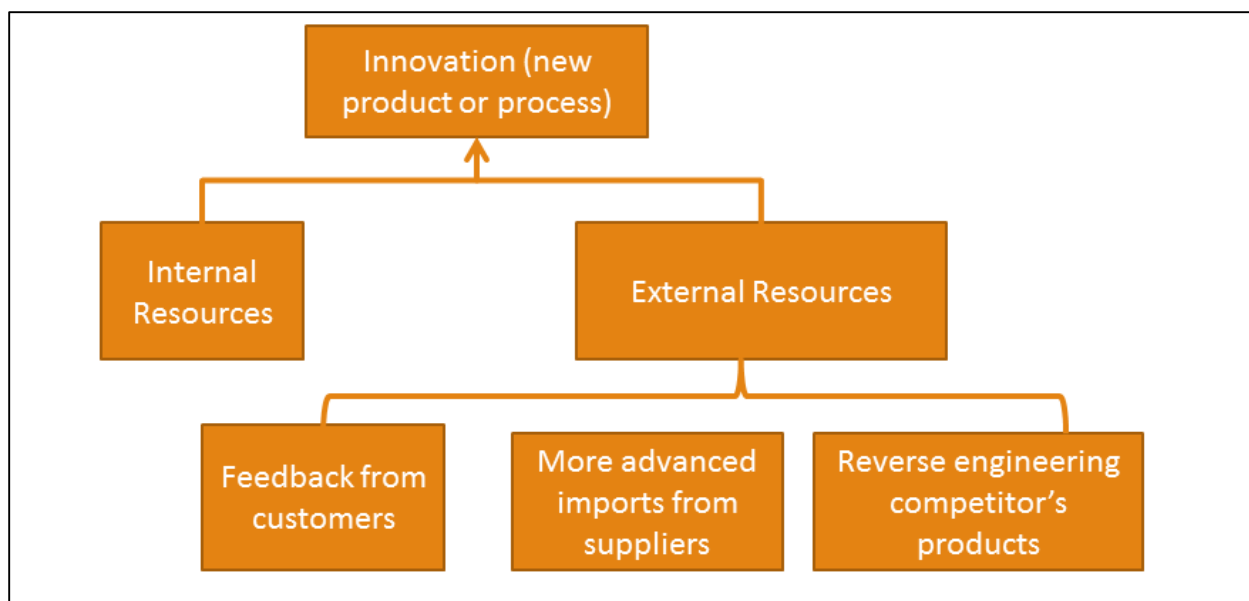 Innovation (new
product or process)
Internal
Resources
External Resources
Feedback from
customers
More advanced
imports from
suppliers
Reverse engineering
competitor’s
products